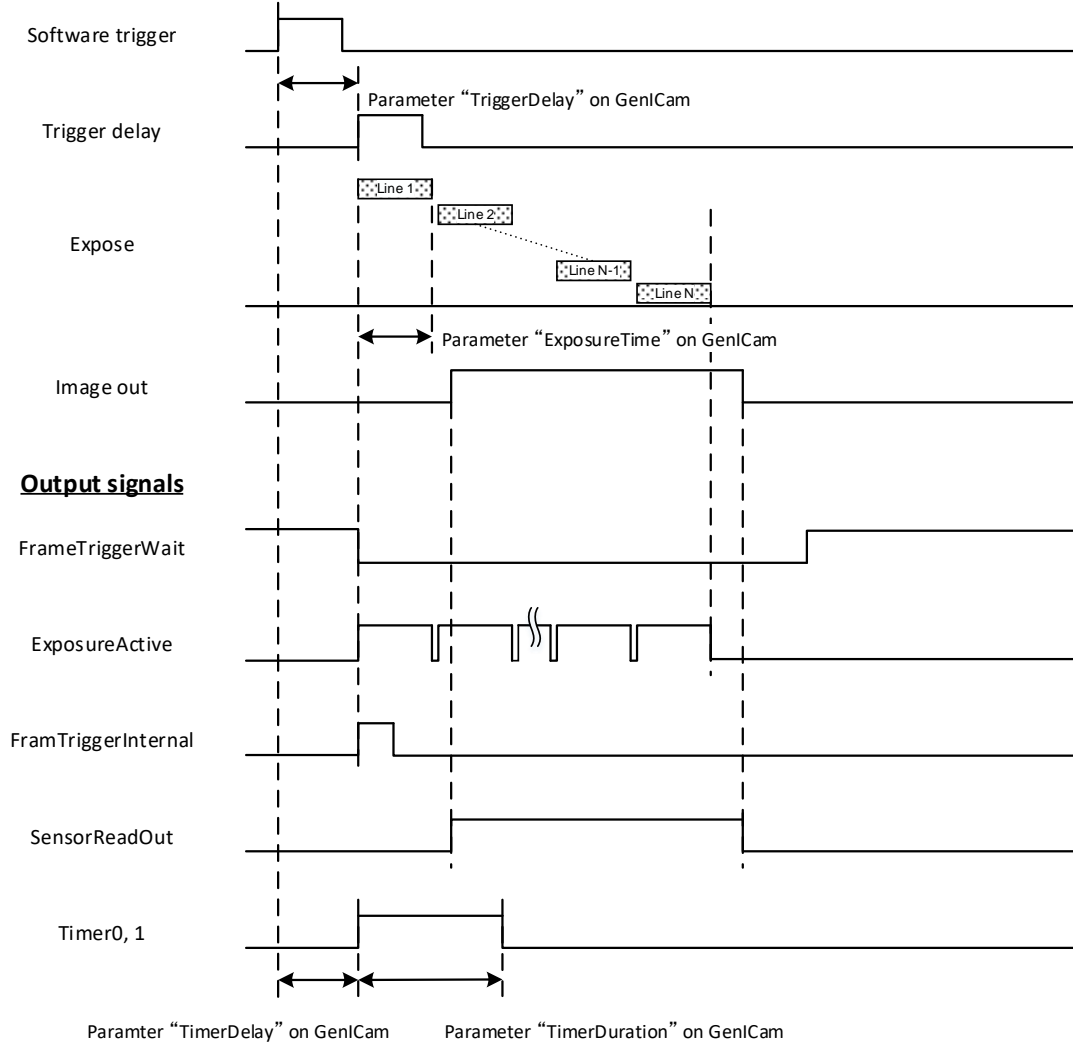 Software trigger
Parameter “TriggerDelay” on GenICam
Trigger delay
Line 1
Line 2
Expose
Line N-1
Line N
Parameter “ExposureTime” on GenICam
Image out
Output signals
FrameTriggerWait
ExposureActive
FramTriggerInternal
SensorReadOut
Timer0, 1
Paramter “TimerDelay” on GenICam
Parameter “TimerDuration” on GenICam